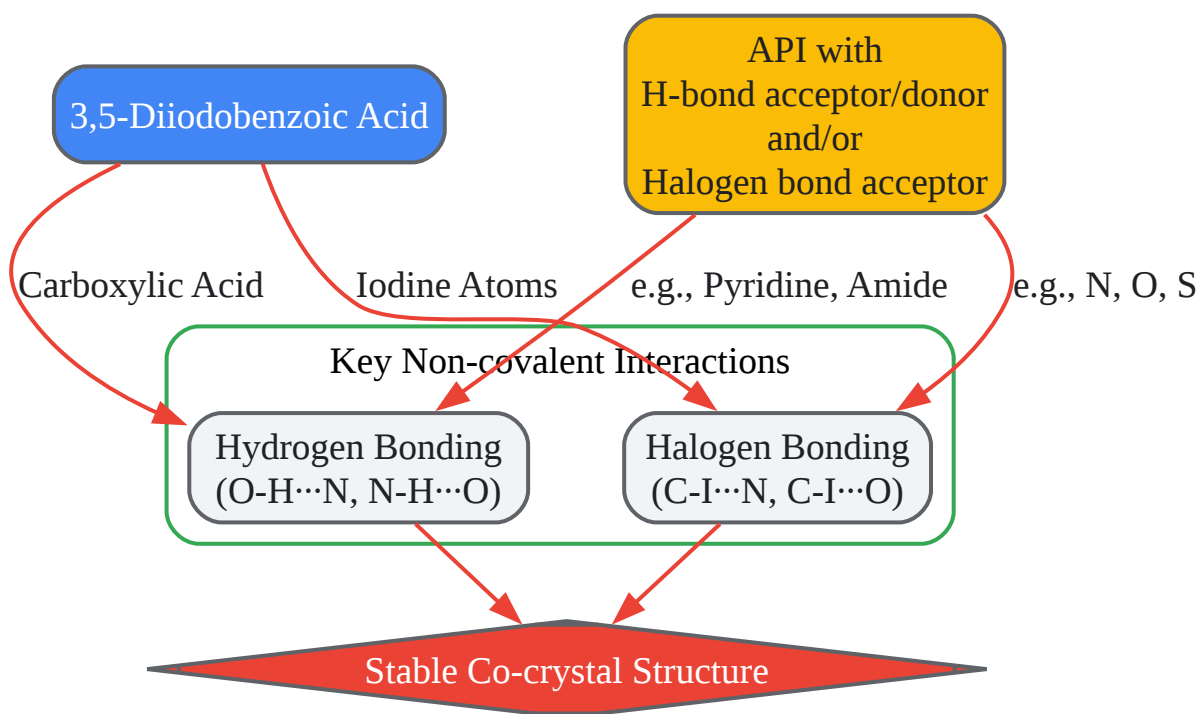 API with
H-bond acceptor/donor
and/or
Halogen bond acceptor
3,5-Diiodobenzoic Acid
Carboxylic Acid
Iodine Atoms
e.g., Pyridine, Amide
e.g., N, O, S
Key Non-covalent Interactions
Hydrogen Bonding
(O-H···N, N-H···O)
Halogen Bonding
(C-I···N, C-I···O)
Stable Co-crystal Structure